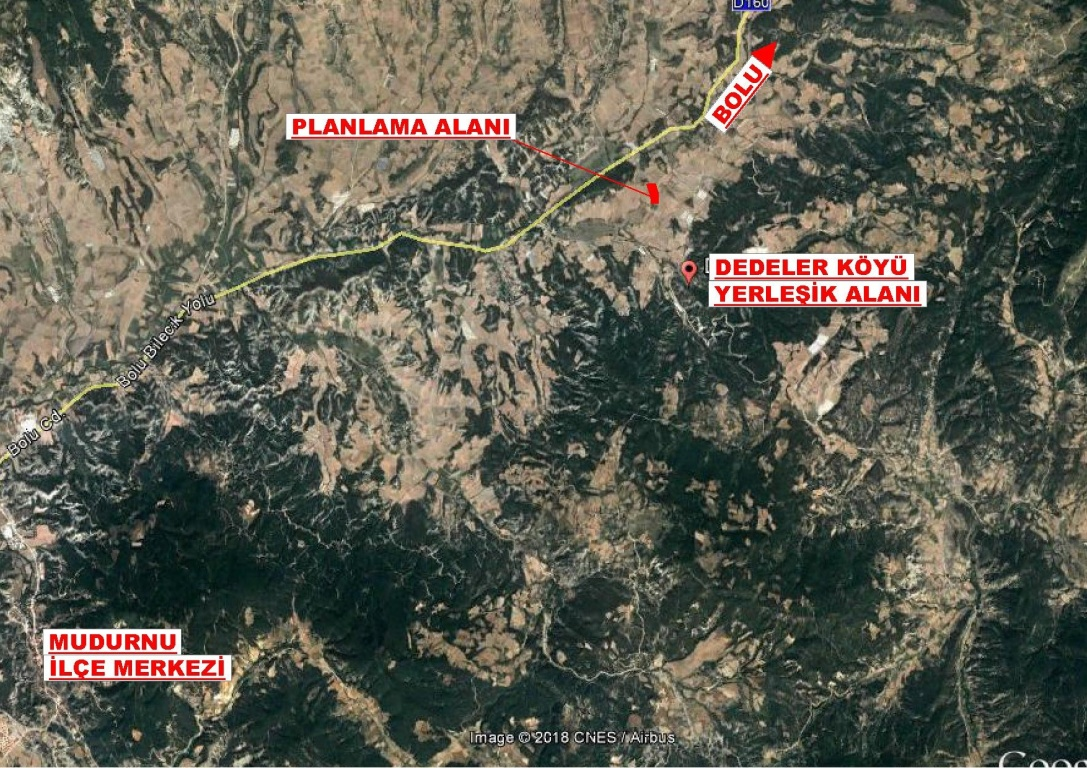 D160
BOLU
PLANLAMA ALANI
DEDELER KÖYÜ
YERLEŞİK ALANI
Bolu Bilecik Yolu
Bolu Cd.
MUDURNU
İLÇE MERKEZİ
Image © 2018 CNES / Airbus